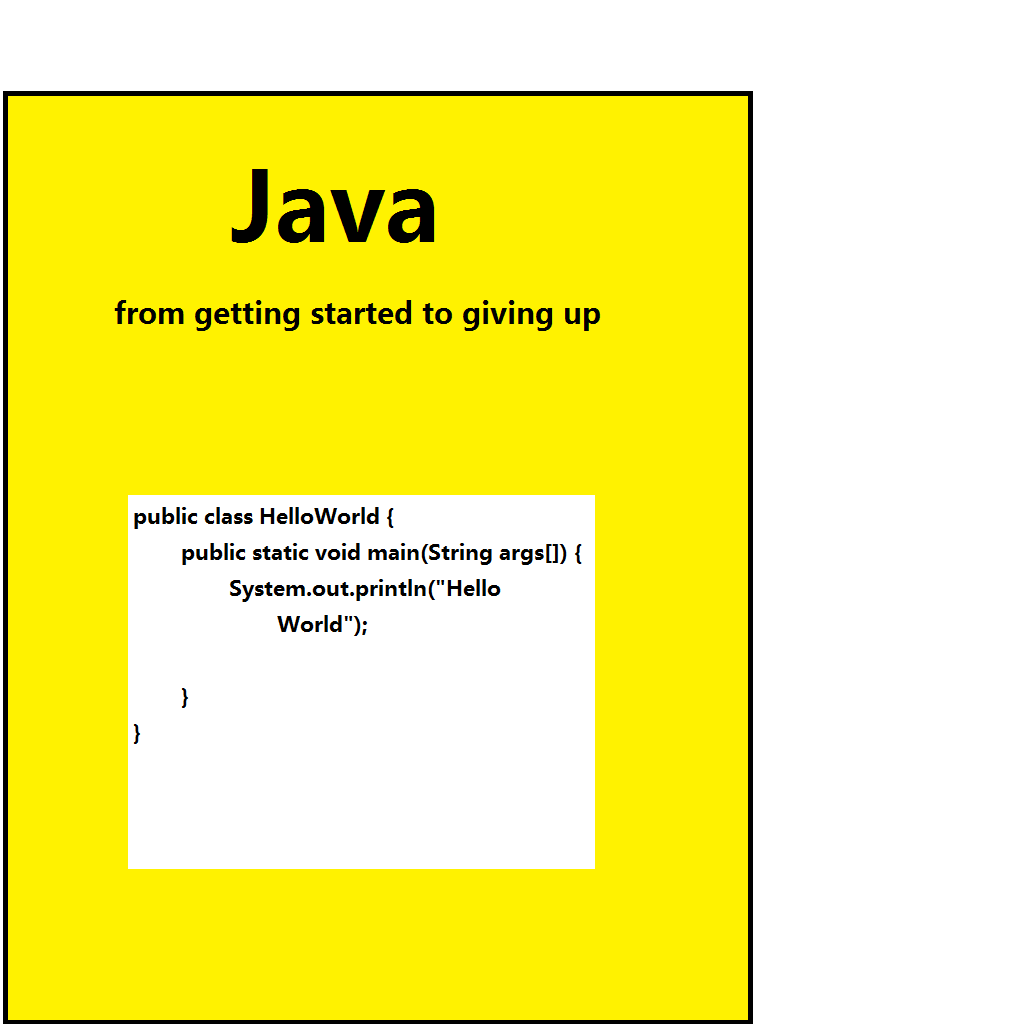 Java
from getting started to giving up
public class HelloWorld {
public static void main(String args[]) {
System.out.println("Hello
World");
}
}